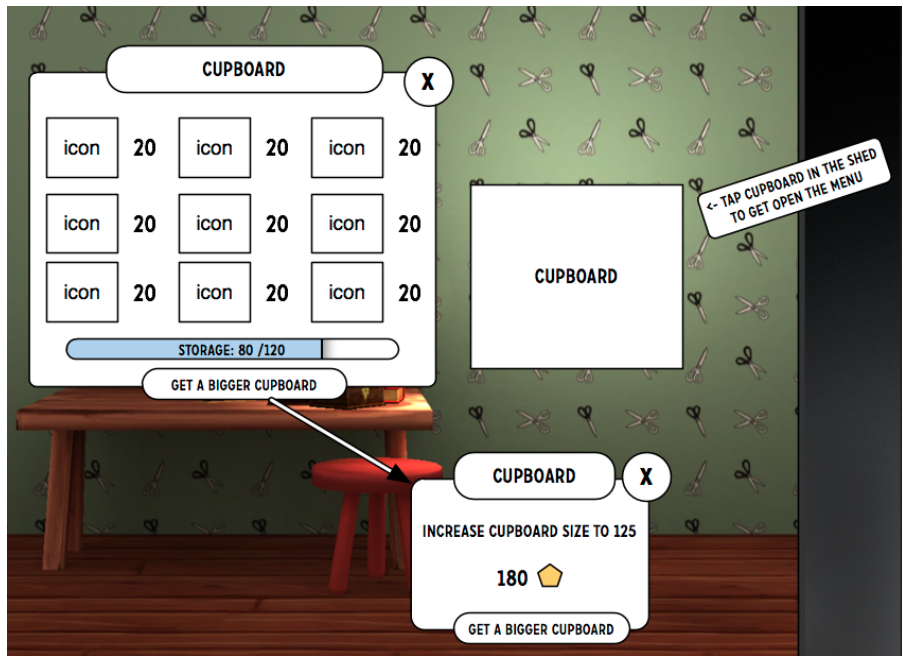 CUPBOARD
X
icon 20 icon 20 icon 20
icon 20 icon 20 icon 20
icon 20 icon 20 icon 20
STORAGE: 80 /120
GET A BIGGER CUPBOARD
CUPBOARD
<- TAP CUPBOARD IN THE SHED
TO GET OPEN THE MENU
CUPBOARD
X
INCREASE CUPBOARD SIZE TO 125
180
GET A BIGGER CUPBOARD